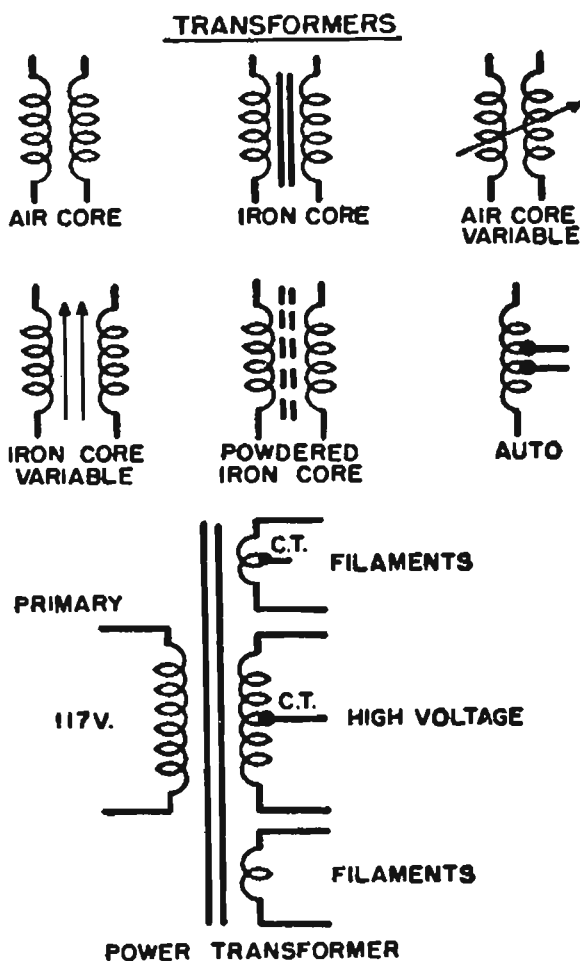 TRANSFORMERS
AIR CORE
IRON CORE
AIR CORE
VARIABLE
IRON CORE
VARIABLE
POWDERED
IRON CORE
AUTO
C.T.
FILAMENTS
PRIMARY
117V.
C.T.
HIGH VOLTAGE
FILAMENTS
POWER TRANSFORMER